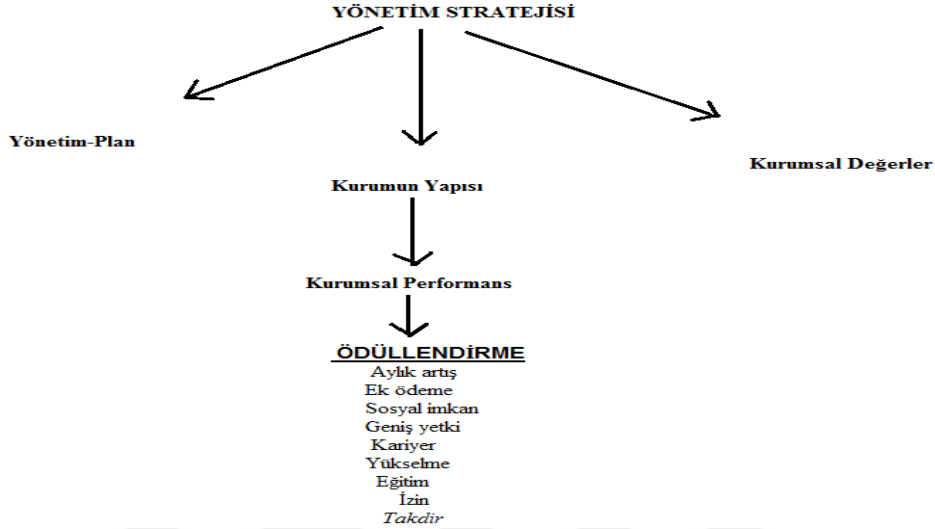 YÖNETİM STRATEJİSİ
Yönetim-Plan
Kurumsal Değerler
Kurumun Yapısı
Kurumsal Performans
ÖDÜLLENDİRME
Aylık artış
Ek ödeme
Sosyal imkan
Geniş yetki
Kariyer
Yükselme
Eğitim
İzin
Takdir